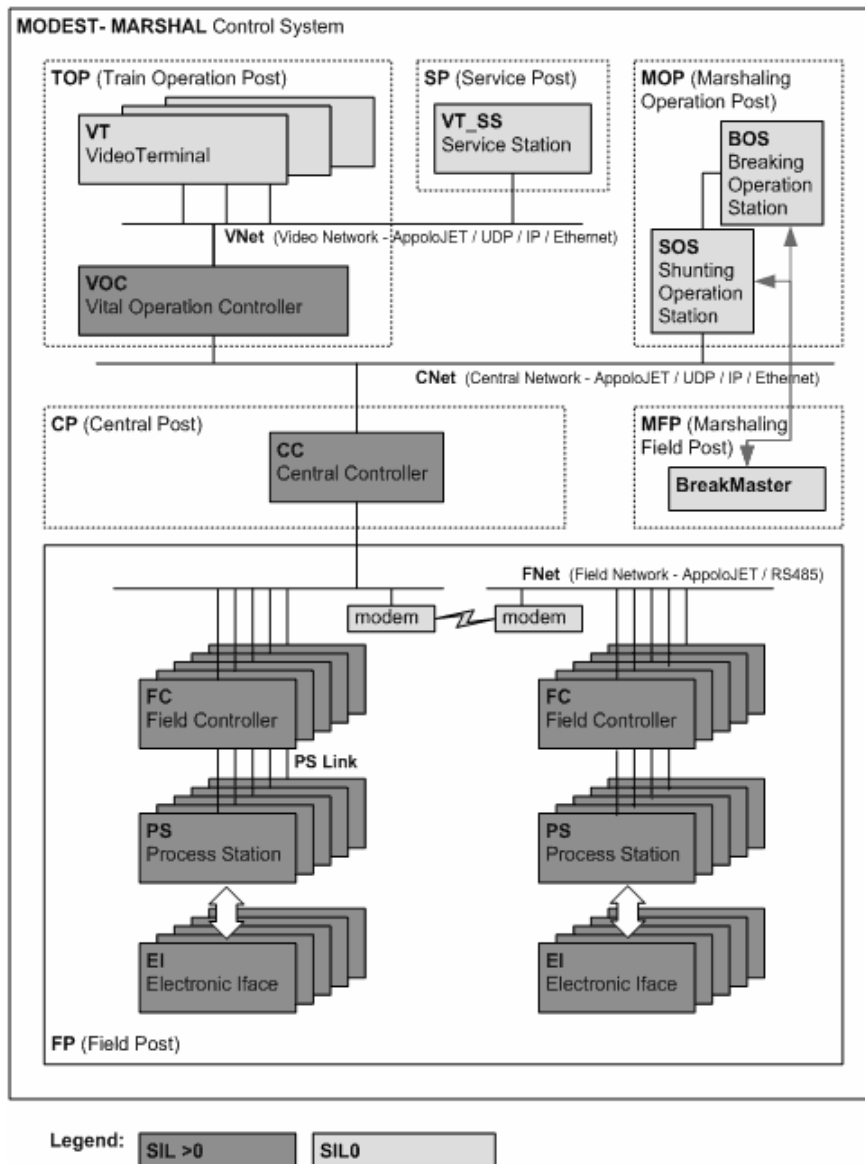 MODEST- MARSHAL Control System
TOP (Train Operation Post)
VT
VideoTerminal
SP (Service Post)
VT_SS
Service Station
MOP (Marshaling
Operation Post)
BOS
Breaking
Operation
Station
SOS
Shunting
Operation
Station
VNet (Video Network - AppoloJET / UDP / IP / Ethernet)
VOC
Vital Operation Controller
CNet (Central Network - AppoloJET / UDP / IP / Ethernet)
CP (Central Post)
CC
Central Controller
MFP (Marshaling
Field Post)
BreakMaster
FNet (Field Network - AppoloJET / RS485)
modem
modem
FC
Field Controller
FC
Field Controller
PS Link
PS
Process Station
PS
Process Station
EI
Electronic Iface
EI
Electronic Iface
FP (Field Post)
Legend:
SIL >0
SIL0